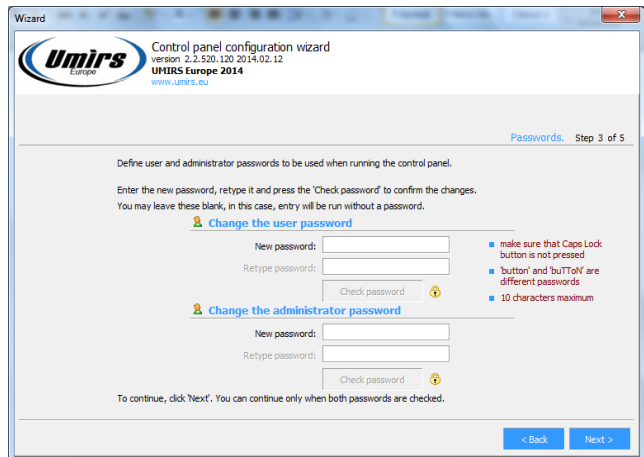 Wizard
Umirs
Europe
Control panel configuration wizard
version 2.2.520.120 2014.02.12
UMIRS Europe 2014
www.umirs.eu
Passwords. Step 3 of 5
Define user and administrator passwords to be used when running the control panel.
Enter the new password, retype it and press the 'Check password' to confirm the changes.
You may leave these blank, in this case, entry will be run without a password.
Change the user password
New password:
Retype password:
Check password
make sure that Caps Lock
button is not pressed
'button' and 'buTToN' are
different passwords
10 characters maximum
Change the administrator password
New password:
Retype password:
Check password
To continue, click 'Next'. You can continue only when both passwords are checked.
< Back
Next >